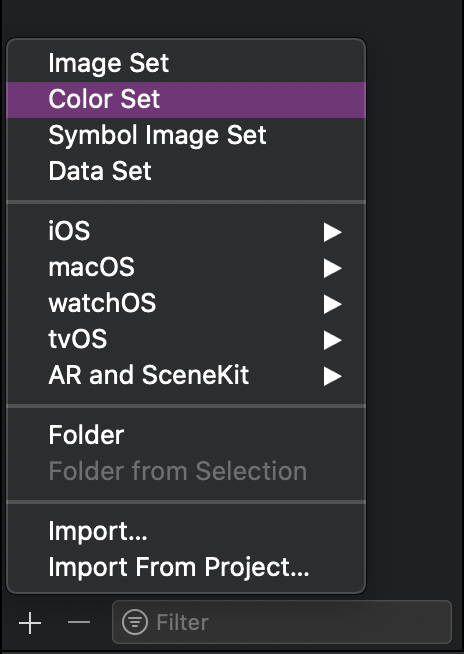 Image Set
Color Set
Symbol Image Set
Data Set
iOS
macOS
watchOS
tvOS
AR and SceneKit
Folder
Folder from Selection
Import...
Import From Project...
Filter